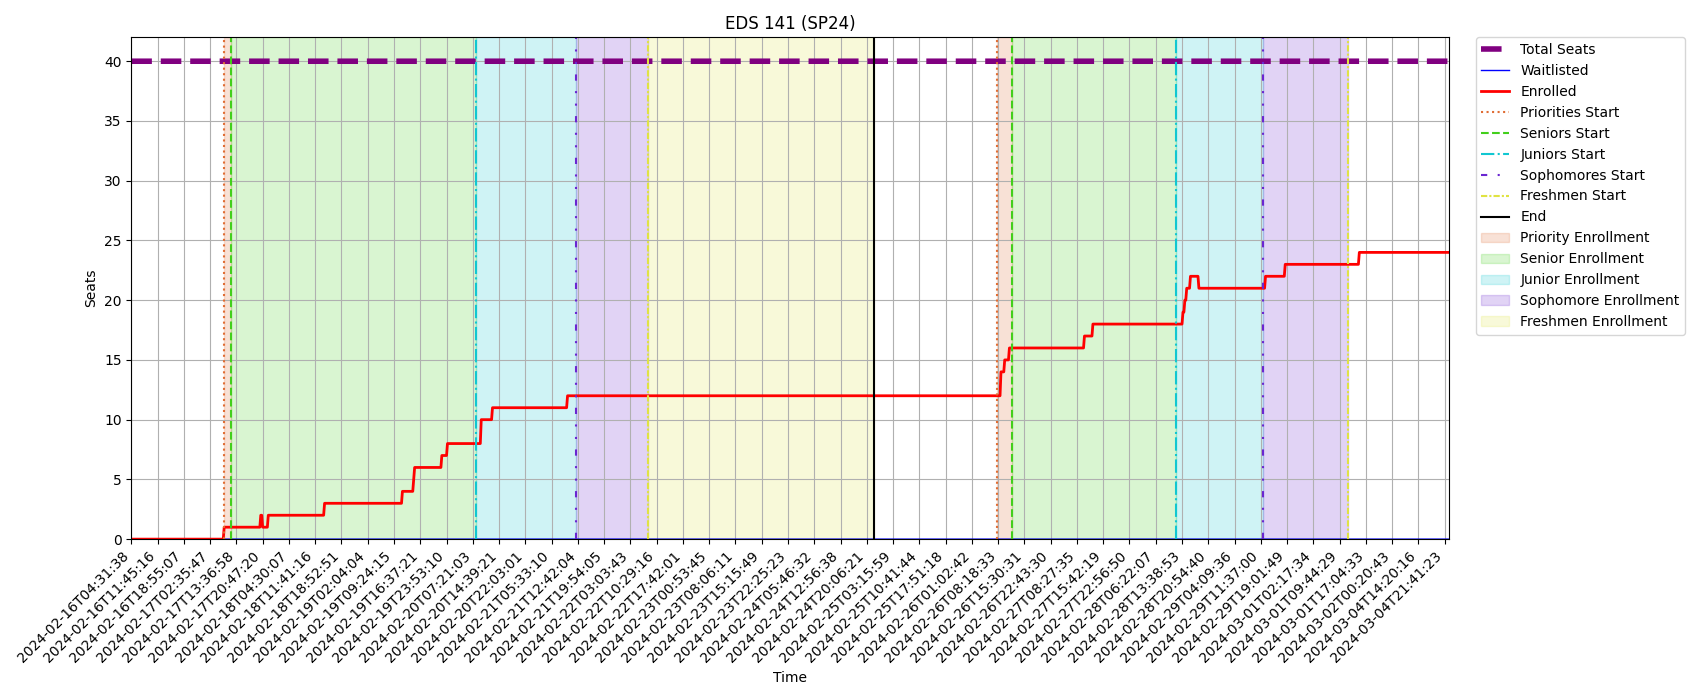 EDS 141 (SP24)
Seats
40
35
30
25
20
15
10
5
0
2024-02-16T04:31:38
2024-02-16T11:45:16
2024-02-16T18:55:07
2024-02-17T02:35:47
2024-02-17T13:36:58
2024-02-17T20:47:20
2024-02-18T04:30:07
2024-02-18T11:41:16
2024-02-18T18:52:51
2024-02-19T02:04:04
2024-02-19T09:24:15
2024-02-19T16:37:21
2024-02-19T23:53:10
2024-02-20T07:21:03
2024-02-20T14:39:21
2024-02-20T22:03:01
2024-02-21T05:33:10
2024-02-21T12:42:04
2024-02-21T19:54:05
2024-02-22T03:03:43
2024-02-22T10:29:16
2024-02-22T17:42:01
2024-02-23T00:53:45
2024-02-23T08:06:11
2024-02-23T15:15:49
2024-02-23T22:25:23
2024-02-24T05:46:32
2024-02-24T12:56:38
2024-02-24T20:06:21
2024-02-25T03:15:59
2024-02-25T10:41:44
2024-02-25T17:51:18
2024-02-26T01:02:42
2024-02-26T08:18:33
2024-02-26T15:30:31
2024-02-26T22:43:30
2024-02-27T08:27:35
2024-02-27T15:42:19
2024-02-27T22:56:50
2024-02-28T06:22:07
2024-02-28T13:38:53
2024-02-28T20:54:40
2024-02-29T04:09:36
2024-02-29T11:37:00
2024-02-29T19:01:49
2024-03-01T02:17:34
2024-03-01T09:44:29
2024-03-01T17:04:33
2024-03-02T00:20:43
2024-03-04T14:20:16
2024-03-04T21:41:23
Time
Total Seats
Waitlisted
Enrolled
Priorities Start
Seniors Start
Juniors Start
Sophomores Start
Freshmen Start
End
Priority Enrollment
Senior Enrollment
Junior Enrollment
Sophomore Enrollment
Freshmen Enrollment